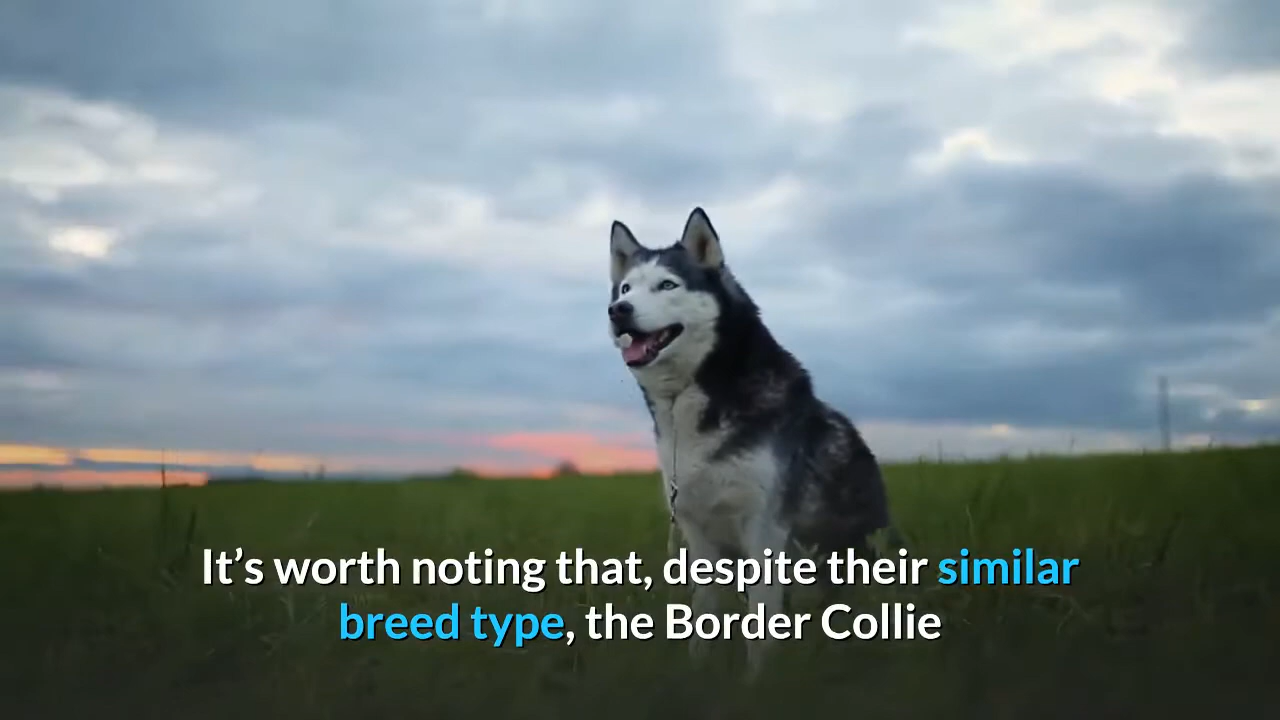 It’s worth noting that, despite their similar
breed type, the Border Collie